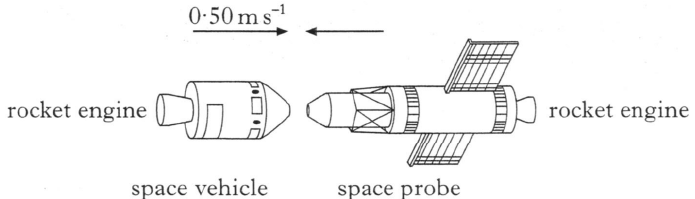 0·50 m s⁻¹
rocket engine
rocket engine
space vehicle
space probe